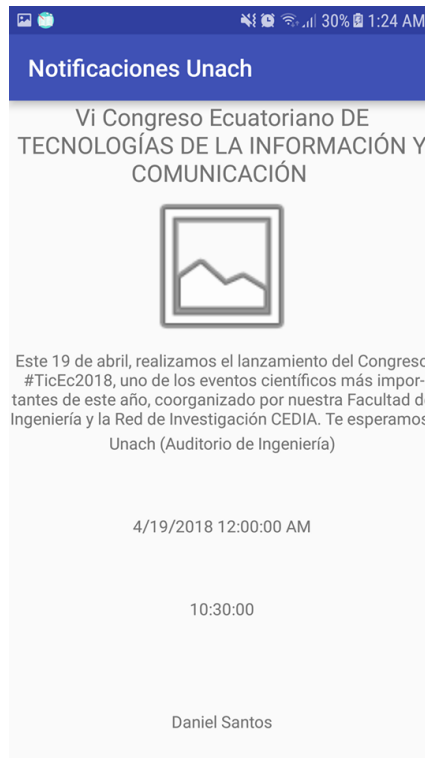 30% 1:24 AM
Notificaciones Unach
Vi Congreso Ecuatoriano DE
TECNOLOGÍAS DE LA INFORMACIÓN Y
COMUNICACIÓN
Este 19 de abril, realizamos el lanzamiento del Congreso
#TicEc2018, uno de los eventos científicos más impor-
tantes de este año, coorganizado por nuestra Facultad de
Ingeniería y la Red de Investigación CEDIA. Te esperamos
Unach (Auditorio de Ingeniería)
4/19/2018 12:00:00 AM
10:30:00
Daniel Santos